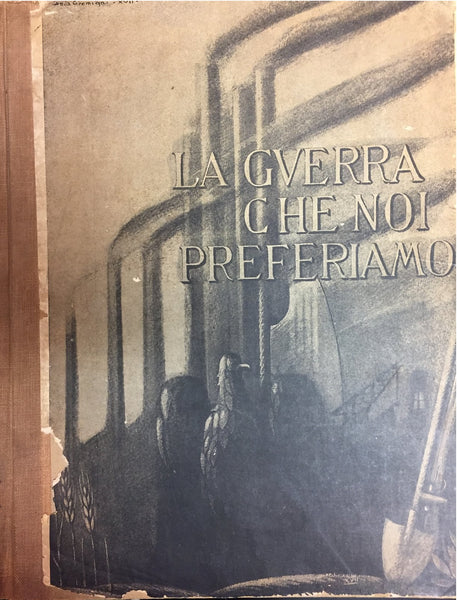 LA GVERRA
CHE NOI
PREFERIAMO